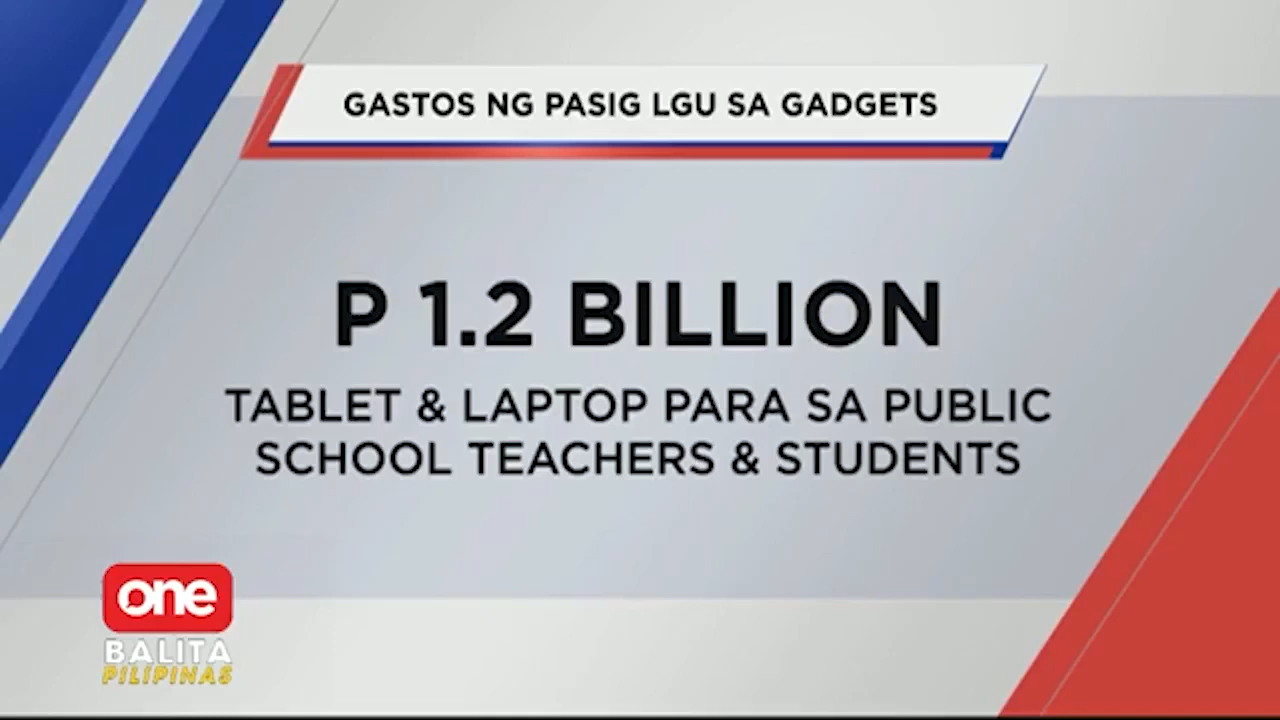 GASTOS NG PASIG LGU SA GADGETS
P 1.2 BILLION
TABLET & LAPTOP PARA SA PUBLIC
SCHOOL TEACHERS & STUDENTS
one
BALITA
PILIPINAS